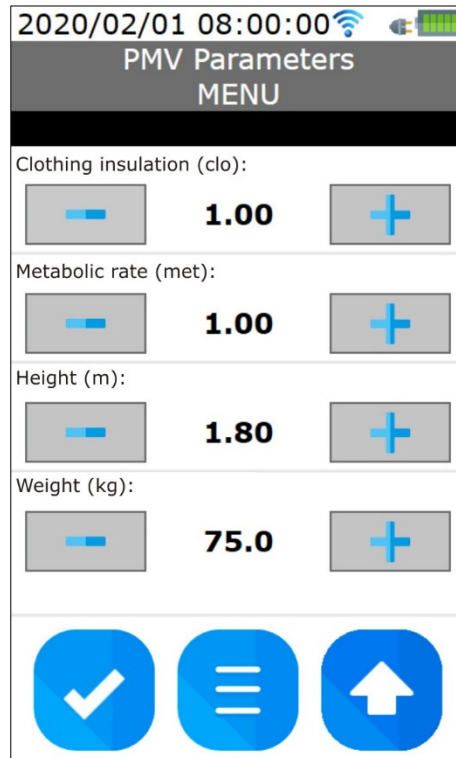 2020/02/01 08:00:00
PMV Parameters
MENU
Clothing insulation (clo):
1.00
Metabolic rate (met):
1.00
Height (m):
1.80
Weight (kg):
75.0